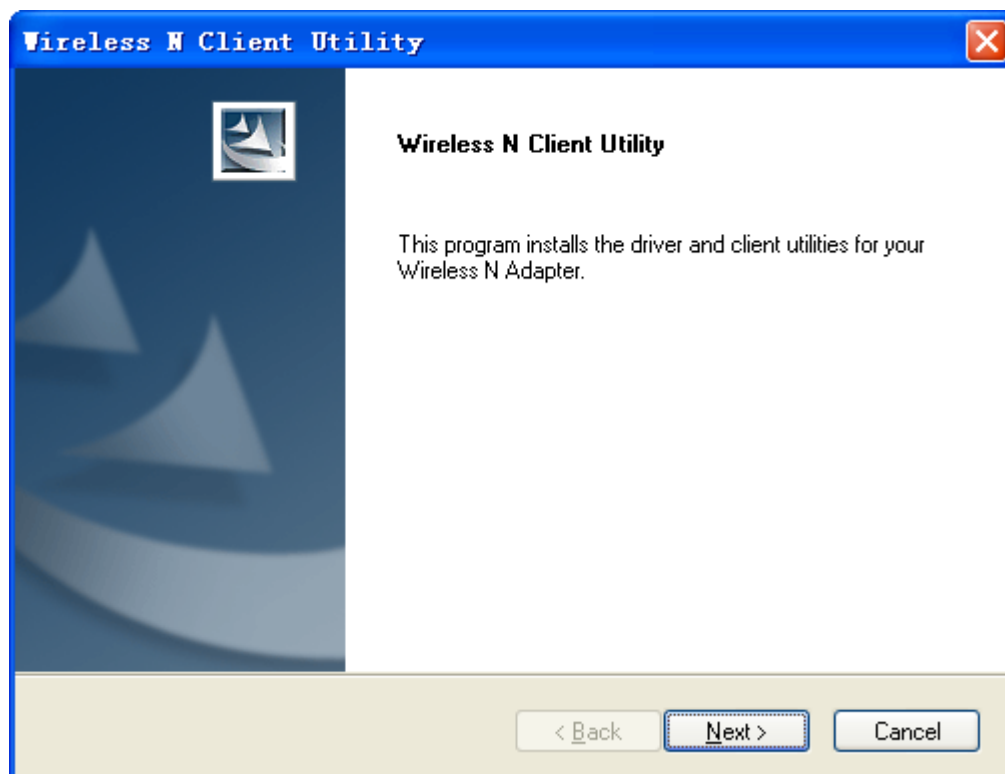 Wireless N Client Utility
Wireless N Client Utility
This program installs the driver and client utilities for your
Wireless N Adapter.
< Back
Next >
Cancel